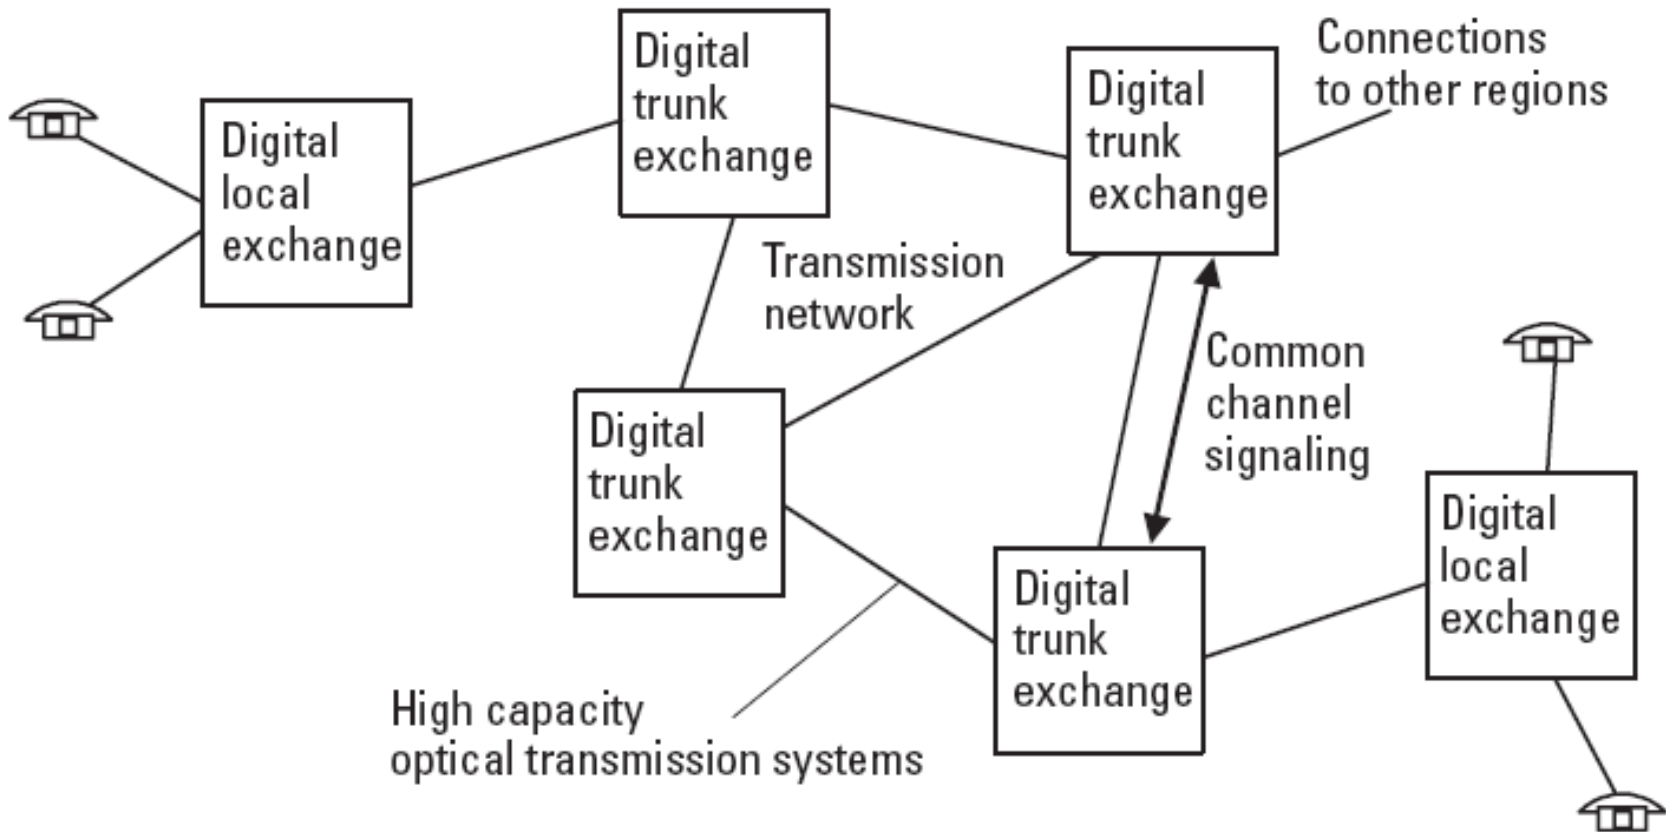 Digital
local
exchange
Digital
trunk
exchange
Digital
trunk
exchange
Connections
to other regions
Transmission
network
Common
channel
signaling
Digital
trunk
exchange
Digital
trunk
exchange
Digital
local
exchange
High capacity
optical transmission systems